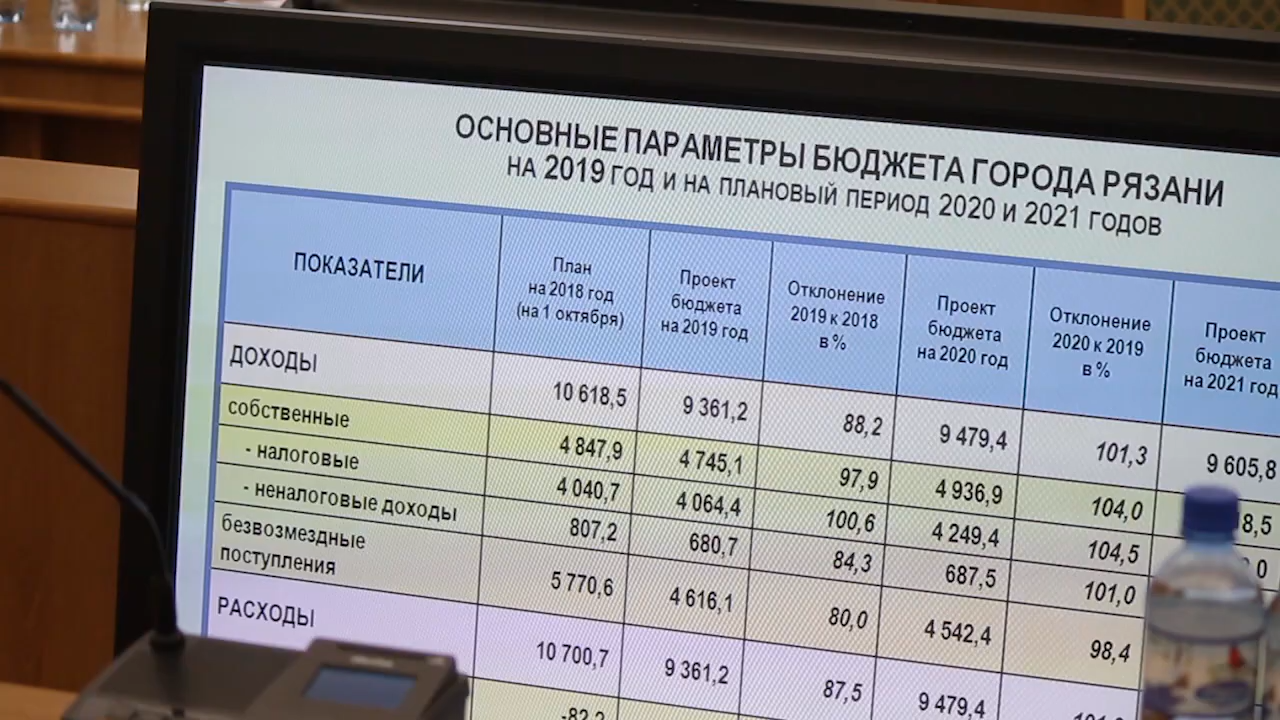 ОСНОВНЫЕ ПАРАМЕТРЫ БЮДЖЕТА ГОРОДА РЯЗАНИ
НА 2019 ГОД И НА ПЛАНОВЫЙ ПЕРИОД 2020 И 2021 ГОДОВ
ПОКАЗАТЕЛИ
План
на 2018 год
(на 1 октября)
Проект
бюджета
на 2019 год
Отклонение
2019 к 2018
в %
Проект
бюджета
на 2020 год
Отклонение
2020 к 2019
в %
Проект
бюджета
на 2021 год
ДОХОДЫ 10 618,5 9 361,2 88,2 9 479,4 101,3 9 605,8
собственные 4 847,9 4 745,1 97,9 4 936,9 104,0 8,5
- налоговые 4 040,7 4 064,4 100,6 4 249,4 104,5
- неналоговые доходы 807,2 680,7 84,3 687,5 101,0
безвозмездные
поступления 5 770,6 4 616,1 80,0 4 542,4 98,4
РАСХОДЫ 10 700,7 9 361,2 87,5 9 479,4